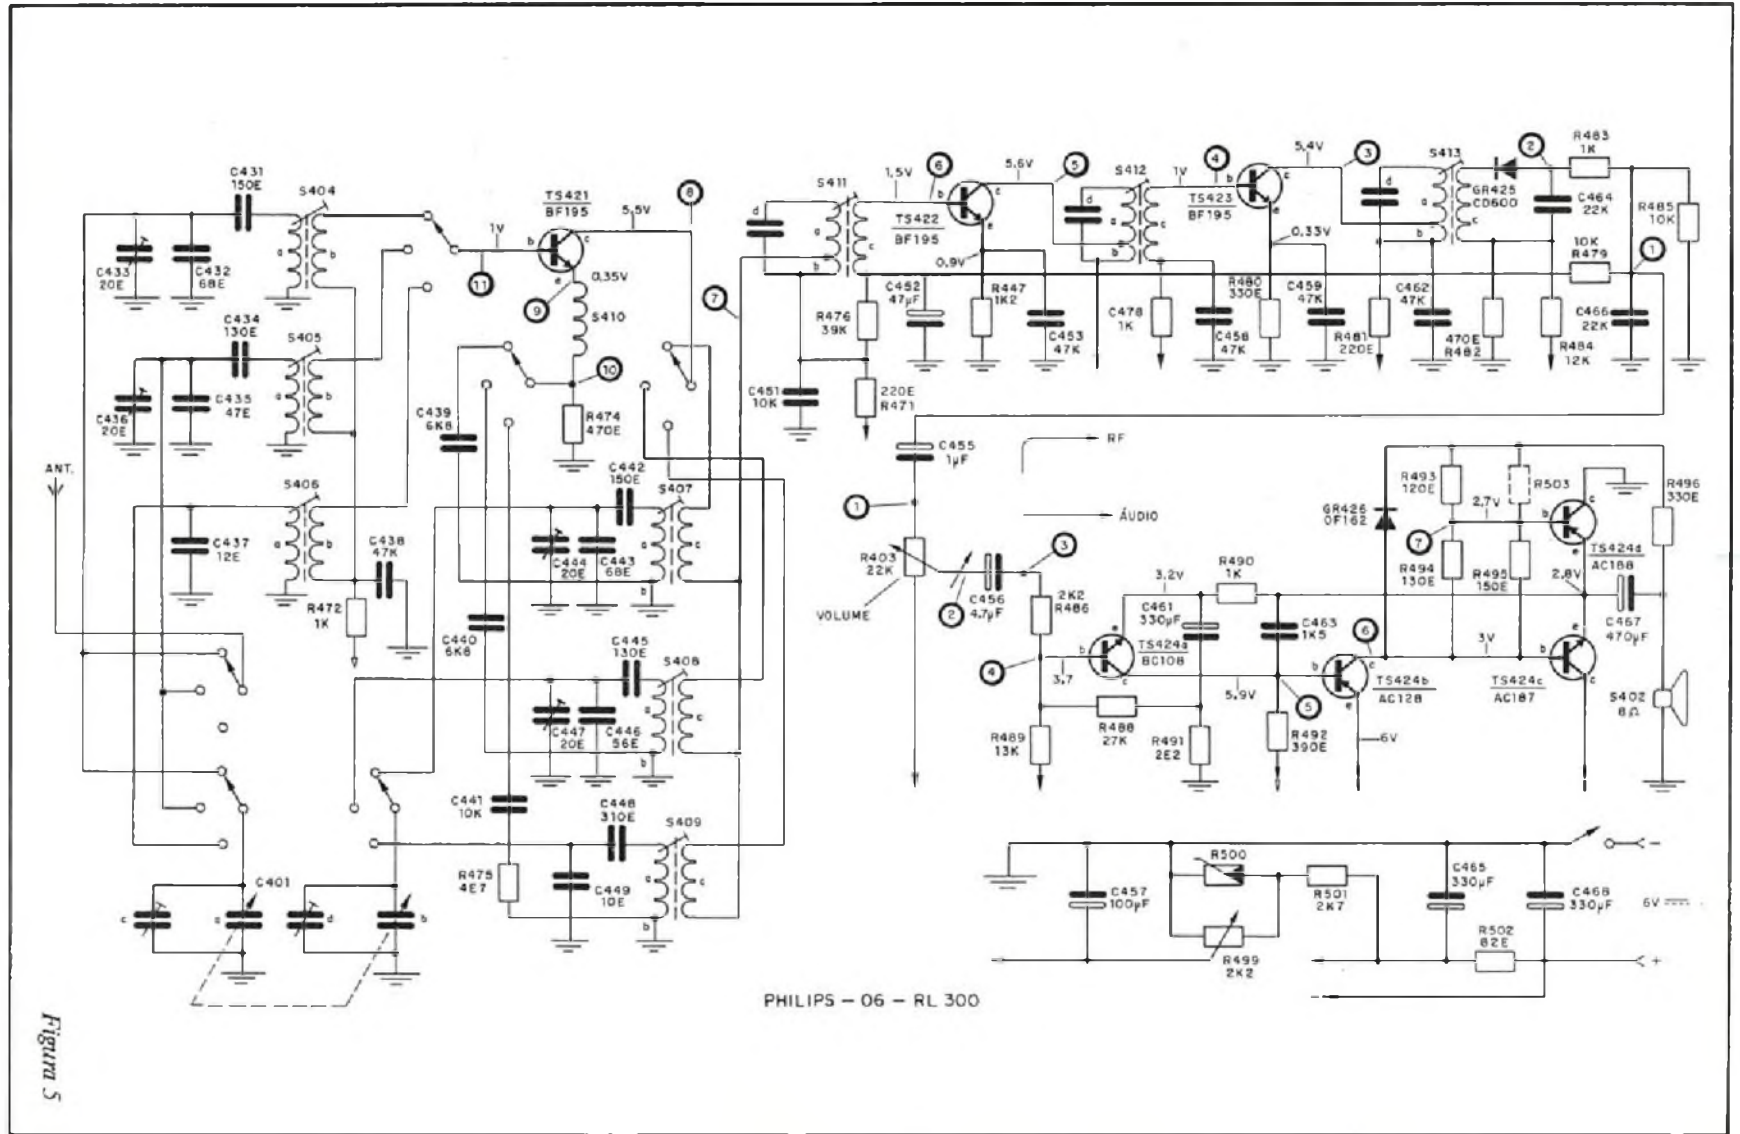 C431
150E
S404
C433
20E
C432
68E
C434
130E
S405
C436
20E
C435
47E
ANT.
S406
a
b
C437
12E
C438
47K
R472
1K
C401
c
a
d
b
TS421
BF195
5,5V
8
1V
b
c
e
11
0,35V
9
S410
10
R474
470E
C439
6K8
C442
150E
S407
C444
20E
C443
68E
C440
6K8
C445
130E
S408
C447
20E
C446
56E
C441
10K
C448
310E
S409
R475
4E7
C449
10E
7
S411
d
1,5V
6
TS422
BF195
5,6V
5
0,9V
R476
39K
C452
47µF
R447
1K2
C453
47K
C451
10K
220E
R471
S412
d
1V
4
TS423
BF195
5,4V
3
0,33V
C478
1K
C458
47K
R480
330E
C459
47K
R481
220E
C462
47K
470E
R482
S413
d
2
GR425
CD600
R483
1K
C464
22K
R485
10K
10K
R479
1
R484
12K
C466
22K
C455
1µF
RF
ÁUDIO
1
R403
22K
VOLUME
2
C456
4,7µF
3
2K2
R486
4
3,7
R489
13K
TS424a
BC108
3,2V
R490
1K
C461
330µF
C463
1K5
R488
27K
5,9V
R491
2E2
R492
390E
5
6
TS424b
AC128
6V
GR426
OF162
R493
120E
R503
2,7V
7
R494
130E
R495
150E
TS424d
AC188
2,8V
3V
TS424c
AC187
C467
470µF
R496
330E
S402
8Ω
C457
100µF
R500
R501
2K7
R499
2K2
C465
330µF
C468
330µF
R502
82E
6V
−
+
PHILIPS – 06 – RL 300
Figura 5